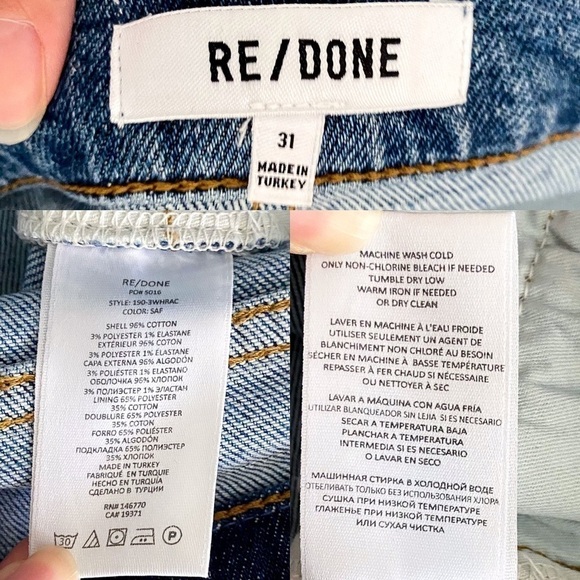 RE/DONE
31
MADE IN
TURKEY
RE/DONE
PO# 5016
STYLE: 190-3WHRAC
COLOR: SAF
SHELL 96% COTTON
3% POLYESTER 1% ELASTANE
EXTÉRIEUR 96% COTON
3% POLYESTER 1% ELASTANE
CAPA EXTERNA 96% ALGODÓN
3% POLIÉSTER 1% ELASTANO
ОБОЛОЧКА 96% ХЛОПОК
3% ПОЛИЭСТЕР 1% ЭЛАСТАН
LINING 65% POLYESTER
35% COTTON
DOUBLURE 65% POLYESTER
35% COTON
FORRO 65% POLIÉSTER
35% ALGODÓN
ПОДКЛАДКА 65% ПОЛИЭСТЕР
35% ХЛОПОК
MADE IN TURKEY
FABRIQUÉ EN TURQUIE
HECHO EN TURQUÍA
СДЕЛАНО В ТУРЦИИ
RN# 146770
CA# 19371
30
P
MACHINE WASH COLD
ONLY NON-CHLORINE BLEACH IF NEEDED
TUMBLE DRY LOW
WARM IRON IF NEEDED
OR DRY CLEAN
LAVER EN MACHINE À L'EAU FROIDE
UTILISER SEULEMENT UN AGENT DE
BLANCHIMENT NON CHLORÉ AU BESOIN
SÉCHER EN MACHINE À BASSE TEMPÉRATURE
REPASSER À FER CHAUD SI NÉCESSAIRE
OU NETTOYER À SEC
LAVAR A MÁQUINA CON AGUA FRÍA
UTILIZAR BLANQUEADOR SIN LEJIA SI ES NECESARIO
SECAR A TEMPERATURA BAJA
PLANCHAR A TEMPERATURA
INTERMEDIA SI ES NECESARIO
O LAVAR EN SECO
МАШИННАЯ СТИРКА В ХОЛОДНОЙ ВОДЕ
ОТБЕЛИВАТЬ ТОЛЬКО БЕЗ ИСПОЛЬЗОВАНИЯ ХЛОРА
СУШКА ПРИ НИЗКОЙ ТЕМПЕРАТУРЕ
ГЛАЖЕНЬЕ ПРИ НИЗКОЙ ТЕМПЕРАТУРЕ
ИЛИ СУХАЯ ЧИСТКА